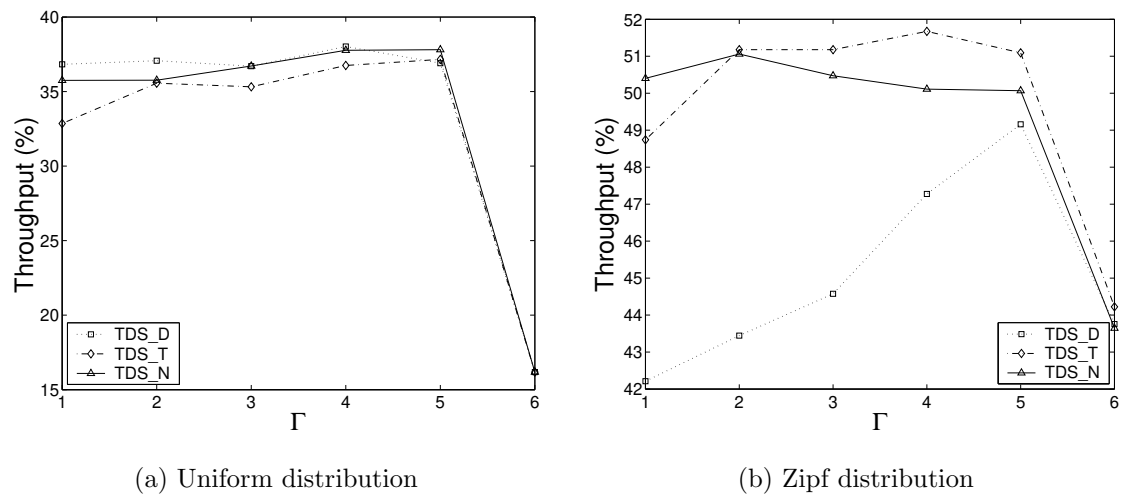 40
35
30
25
20
15
Throughput (%)
1 2 3 4 5 6
Γ
TDS_D
TDS_T
TDS_N
(a) Uniform distribution
52
51
50
49
48
47
46
45
44
43
42
Throughput (%)
1 2 3 4 5 6
Γ
TDS_D
TDS_T
TDS_N
(b) Zipf distribution